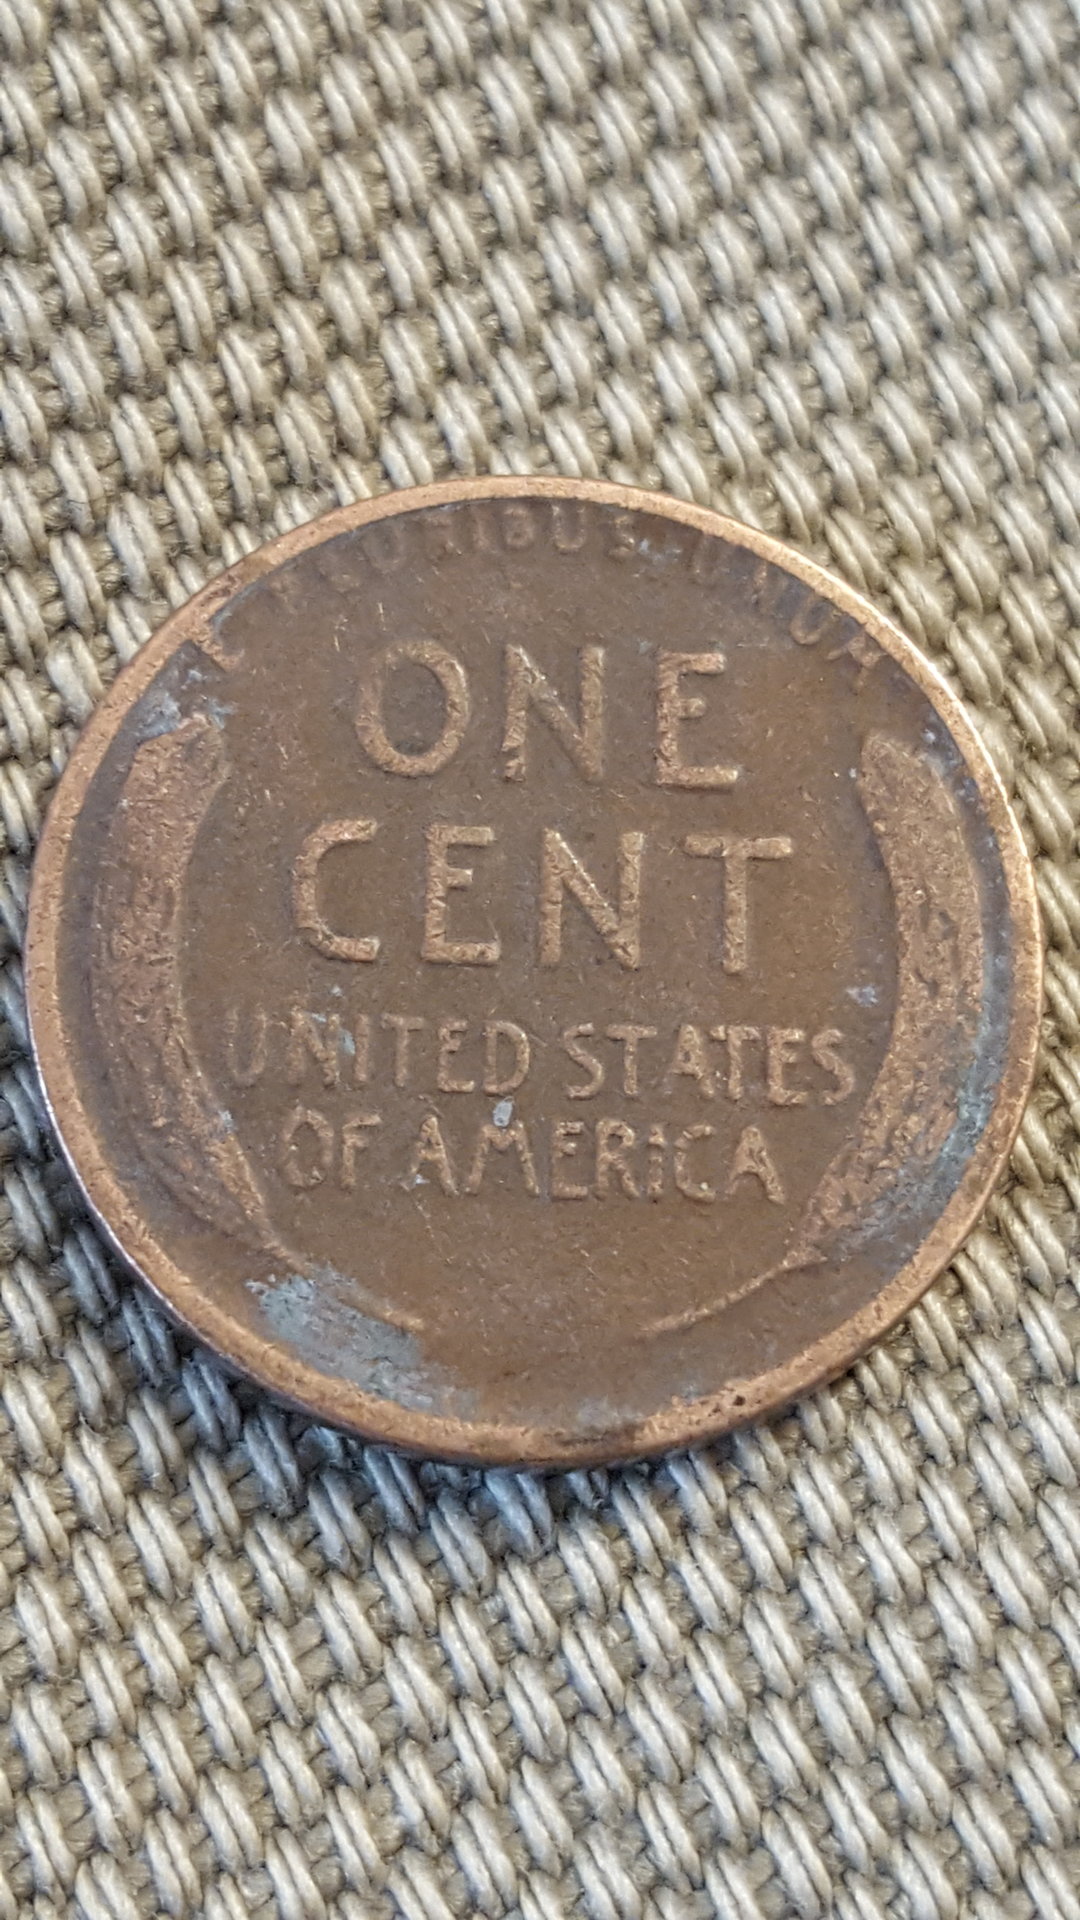 E PLURIBUS UNUM
ONE
CENT
UNITED STATES
OF AMERICA